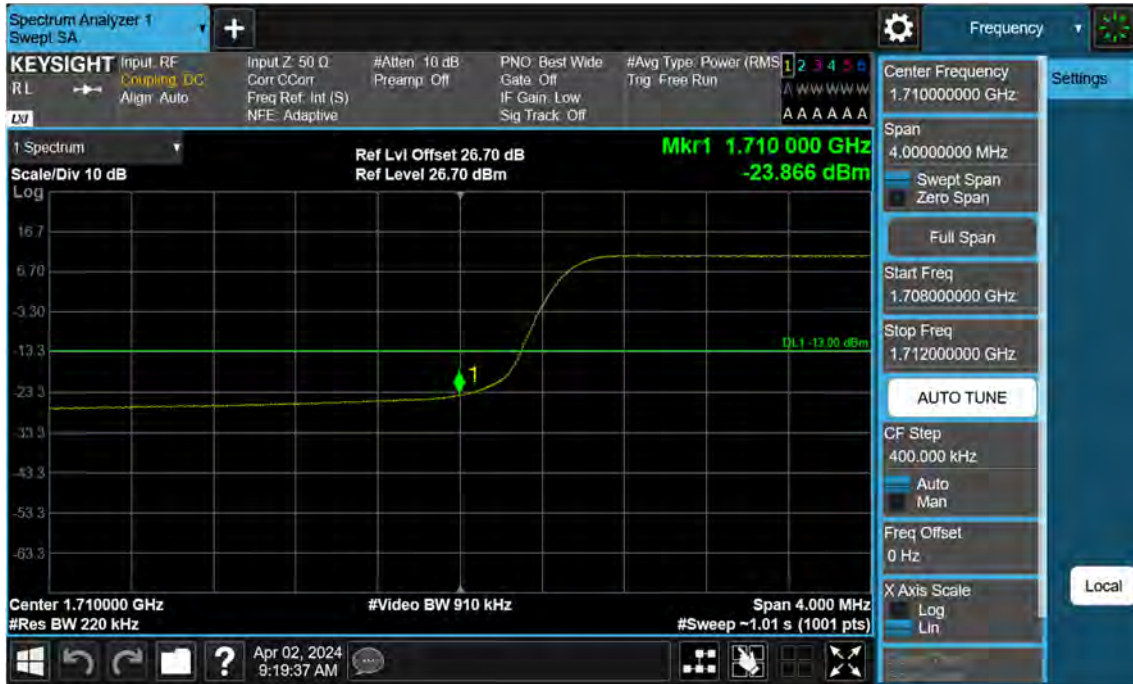 Spectrum Analyzer 1
Swept SA
Frequency
KEYSIGHT
RL
LXI
Input: RF
Coupling: DC
Align: Auto
Input Z: 50 Ω
Corr CCorr
Freq Ref: Int (S)
NFE: Adaptive
#Atten: 10 dB
Preamp: Off
PNO: Best Wide
Gate: Off
IF Gain: Low
Sig Track: Off
#Avg Type: Power (RMS
Trig: Free Run
1 2 3 4 5 6
A W W W W W
A A A A A A
1 Spectrum
Scale/Div 10 dB
Ref Lvl Offset 26.70 dB
Ref Level 26.70 dBm
Mkr1 1.710 000 GHz
-23.866 dBm
Log
16.7
6.70
-3.30
-13.3
-23.3
-33.3
-43.3
-53.3
-63.3
DL1 -13.00 dBm
1
Center 1.710000 GHz
#Res BW 220 kHz
#Video BW 910 kHz
Span 4.000 MHz
#Sweep ~1.01 s (1001 pts)
Apr 02, 2024
9:19:37 AM
Center Frequency
1.710000000 GHz
Span
4.00000000 MHz
Swept Span
Zero Span
Full Span
Start Freq
1.708000000 GHz
Stop Freq
1.712000000 GHz
AUTO TUNE
CF Step
400.000 kHz
Auto
Man
Freq Offset
0 Hz
X Axis Scale
Log
Lin
Settings
Local